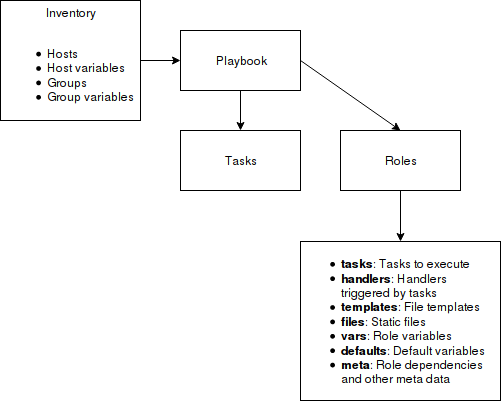 Inventory
• Hosts
• Host variables
• Groups
• Group variables
Playbook
Tasks
Roles
• tasks: Tasks to execute
• handlers: Handlers
triggered by tasks
• templates: File templates
• files: Static files
• vars: Role variables
• defaults: Default variables
• meta: Role dependencies
and other meta data